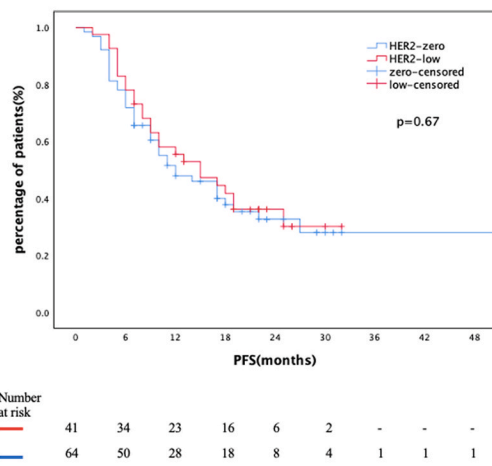 percentage of patients(%)
1.0
0.8
0.6
0.4
0.2
0.0
HER2-zero
HER2-low
zero-censored
low-censored
p=0.67
0 6 12 18 24 30 36 42 48
PFS(months)
Number
at risk
41 34 23 16 6 2 - - -
64 50 28 18 8 4 1 1 1